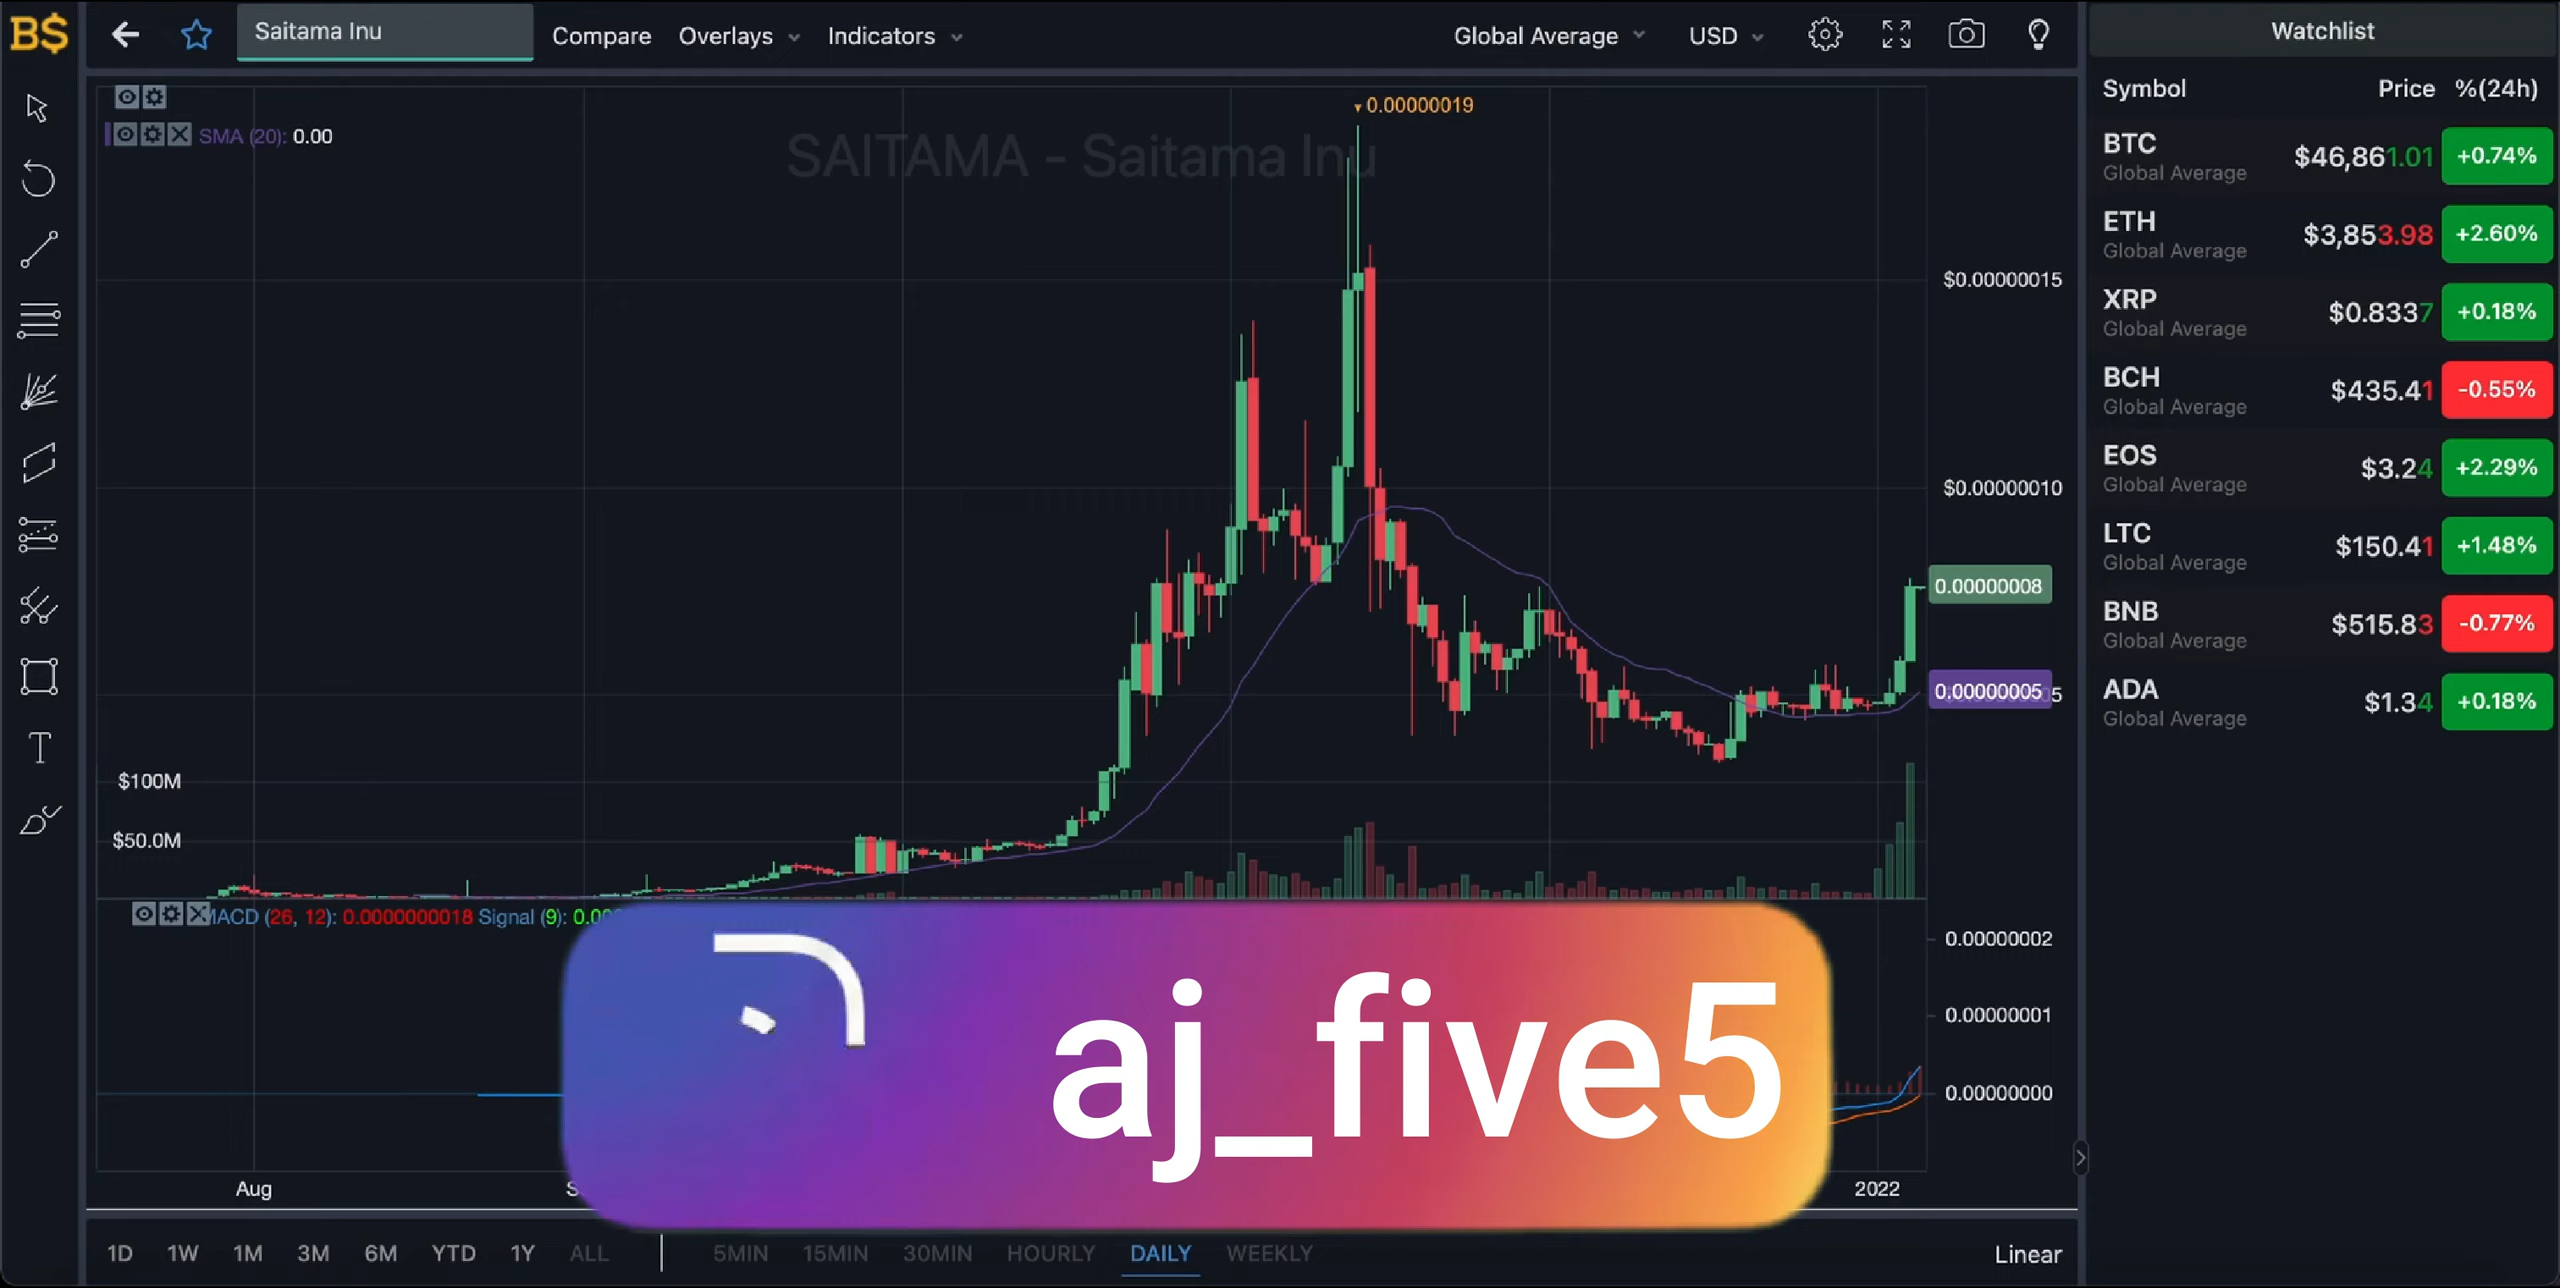 B$
Saitama Inu
Compare
Overlays
Indicators
Global Average
USD
Watchlist
Symbol Price %(24h)
SMA (20): 0.00
SAITAMA - Saitama Inu
0.00000019
$0.00000015
$0.00000010
0.00000008
0.00000005
$100M
$50.0M
BTC $46,861.01 +0.74%
Global Average
ETH $3,853.98 +2.60%
Global Average
XRP $0.8337 +0.18%
Global Average
BCH $435.41 -0.55%
Global Average
EOS $3.24 +2.29%
Global Average
LTC $150.41 +1.48%
Global Average
BNB $515.83 -0.77%
Global Average
ADA $1.34 +0.18%
Global Average
MACD (26, 12): 0.0000000018 Signal (9): 0.00
0.00000002
0.00000001
0.00000000
aj_five5
Aug
2022
1D 1W 1M 3M 6M YTD 1Y ALL
5MIN 15MIN 30MIN HOURLY DAILY WEEKLY
Linear